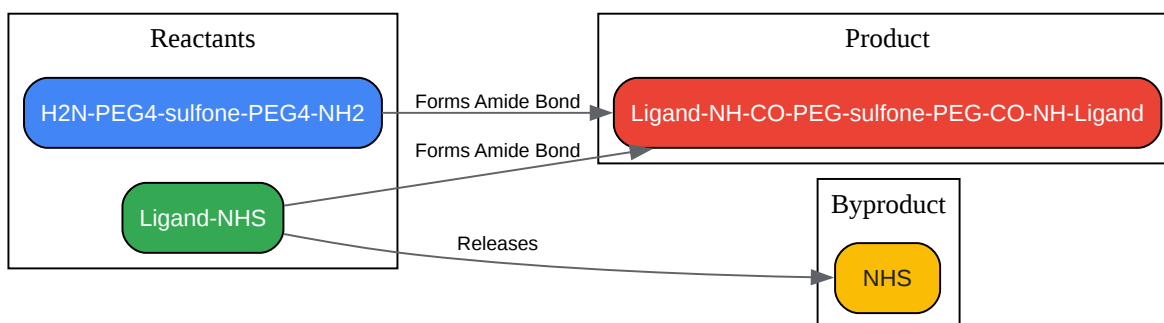 Reactants
Product
H2N-PEG4-sulfone-PEG4-NH2
Forms Amide Bond
Ligand-NH-CO-PEG-sulfone-PEG-CO-NH-Ligand
Forms Amide Bond
Ligand-NHS
Byproduct
Releases
NHS